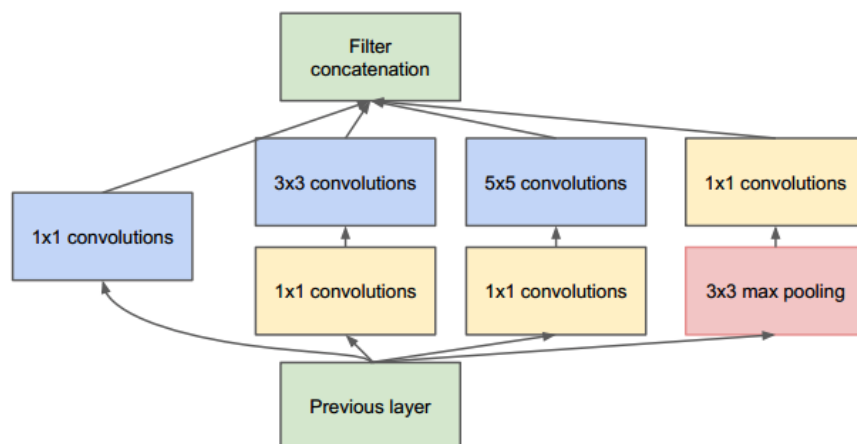 Filter
concatenation
3x3 convolutions
5x5 convolutions
1x1 convolutions
1x1 convolutions
1x1 convolutions
1x1 convolutions
3x3 max pooling
Previous layer